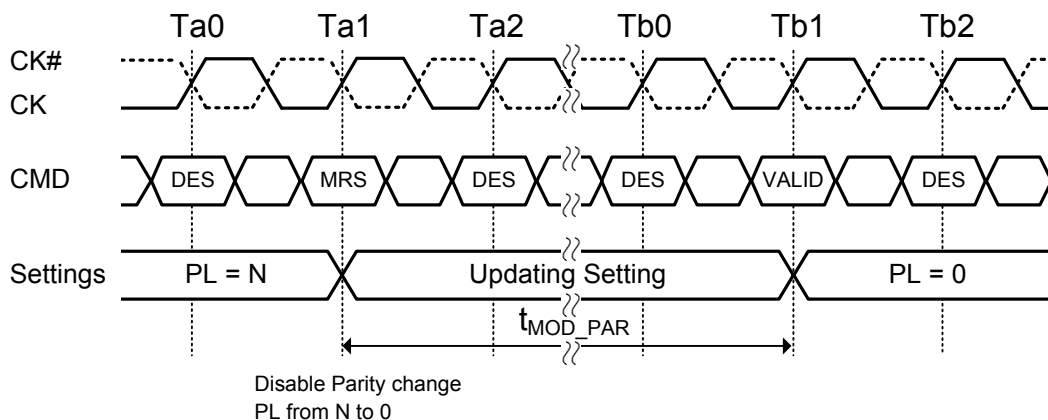 Ta0 Ta1 Ta2 Tb0 Tb1 Tb2
CK#
CK
CMD DES MRS DES DES VALID DES
Settings PL = N Updating Setting PL = 0
tMOD_PAR
Disable Parity change
PL from N to 0